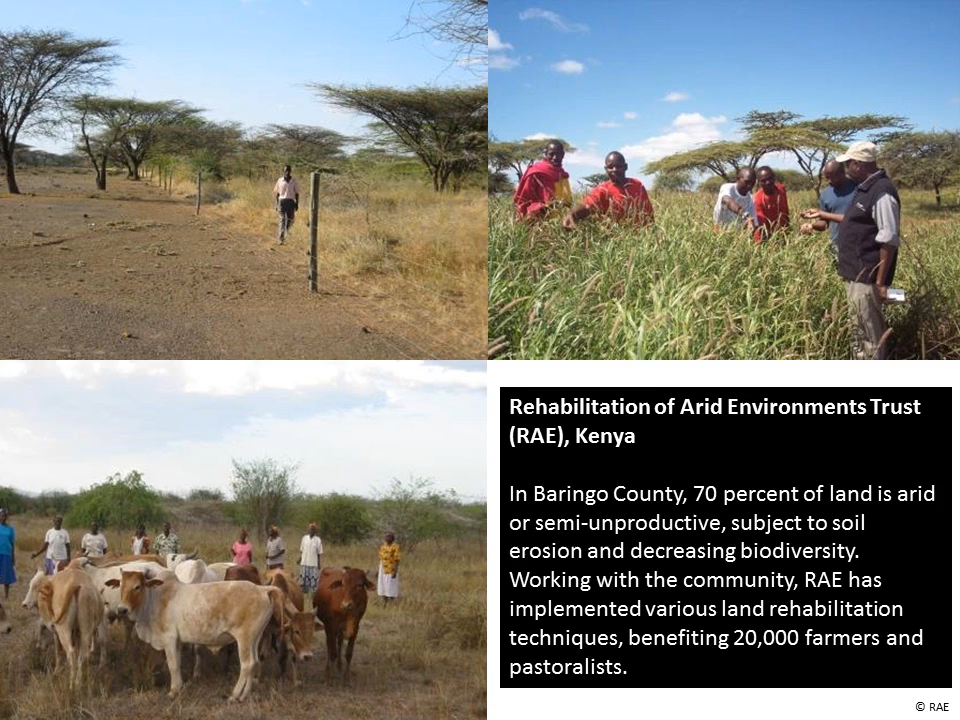 Rehabilitation of Arid Environments Trust
(RAE), Kenya
In Baringo County, 70 percent of land is arid
or semi-unproductive, subject to soil
erosion and decreasing biodiversity.
Working with the community, RAE has
implemented various land rehabilitation
techniques, benefiting 20,000 farmers and
pastoralists.
© RAE